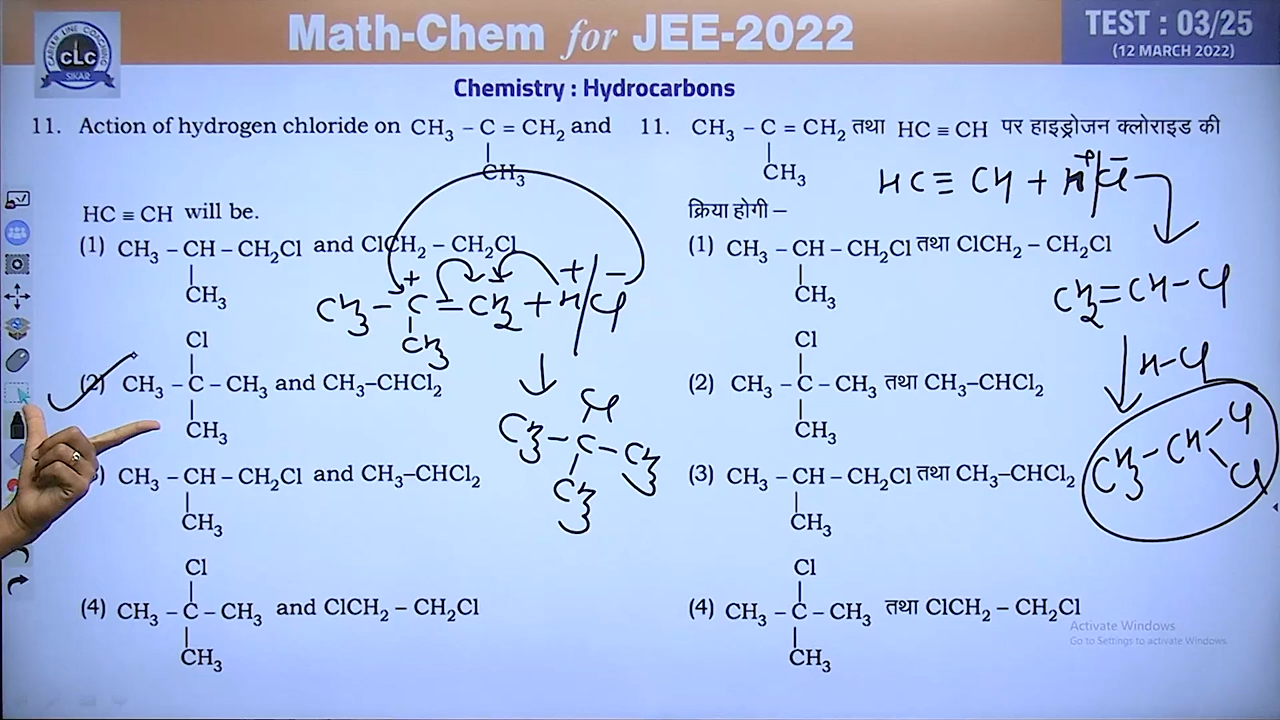 CAREER LINE COACHING
CLC
SIKAR
Math-Chem for JEE-2022
TEST : 03/25
(12 MARCH 2022)
Chemistry : Hydrocarbons
11. Action of hydrogen chloride on CH₃ – C = CH₂ and
CH₃
HC ≡ CH will be.
(1) CH₃ – CH – CH₂Cl and ClCH₂ – CH₂Cl
CH₃
Cl
(2) CH₃ – C – CH₃ and CH₃–CHCl₂
CH₃
CH₃ – CH – CH₂Cl and CH₃–CHCl₂
CH₃
Cl
(4) CH₃ – C – CH₃ and ClCH₂ – CH₂Cl
CH₃
+ + –
CH₃ – C = CH₂ + H/Cl
CH₃
Cl
CH₃ – C – CH₃
CH₃
11. CH₃ – C = CH₂ तथा HC ≡ CH पर हाइड्रोजन क्लोराइड की
CH₃
क्रिया होगी –
(1) CH₃ – CH – CH₂Cl तथा ClCH₂ – CH₂Cl
CH₃
Cl
(2) CH₃ – C – CH₃ तथा CH₃–CHCl₂
CH₃
(3) CH₃ – CH – CH₂Cl तथा CH₃–CHCl₂
CH₃
Cl
(4) CH₃ – C – CH₃ तथा ClCH₂ – CH₂Cl
CH₃
+ –
HC ≡ CH + H/Cl
CH₂=CH–Cl
H–Cl
Cl
CH₃–CH
Cl
Activate Windows
Go to Settings to activate Windows.